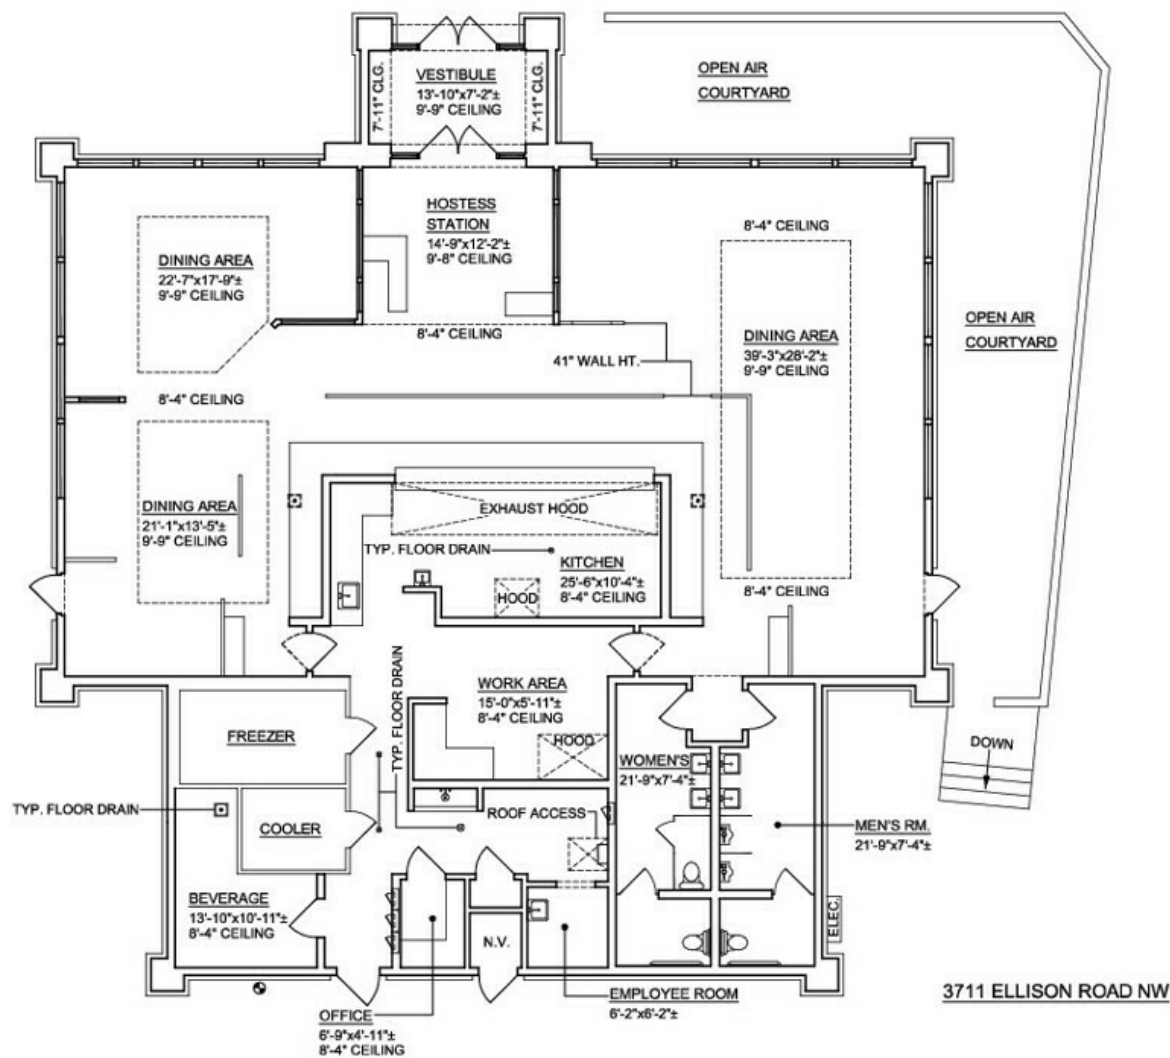 VESTIBULE
13'-10"x7'-2"±
9'-9" CEILING
7'-11" CLG.
7'-11" CLG.
OPEN AIR
COURTYARD
HOSTESS
STATION
14'-9"x12'-2"±
9'-8" CEILING
8'-4" CEILING
DINING AREA
22'-7"x17'-9"±
9'-9" CEILING
8'-4" CEILING
OPEN AIR
COURTYARD
DINING AREA
39'-3"x28'-2"±
9'-9" CEILING
41" WALL HT.
8'-4" CEILING
DINING AREA
21'-1"x13'-5"±
9'-9" CEILING
EXHAUST HOOD
TYP. FLOOR DRAIN
KITCHEN
25'-6"x10'-4"±
8'-4" CEILING
HOOD
8'-4" CEILING
TYP. FLOOR DRAIN
WORK AREA
15'-0"x5'-11"±
8'-4" CEILING
HOOD
FREEZER
WOMEN'S
21'-9"x7'-4"±
DOWN
TYP. FLOOR DRAIN
COOLER
ROOF ACCESS
MEN'S RM.
21'-9"x7'-4"±
BEVERAGE
13'-10"x10'-11"±
8'-4" CEILING
ELEC.
N.V.
EMPLOYEE ROOM
6'-2"x6'-2"±
OFFICE
6'-9"x4'-11"±
8'-4" CEILING
3711 ELLISON ROAD NW